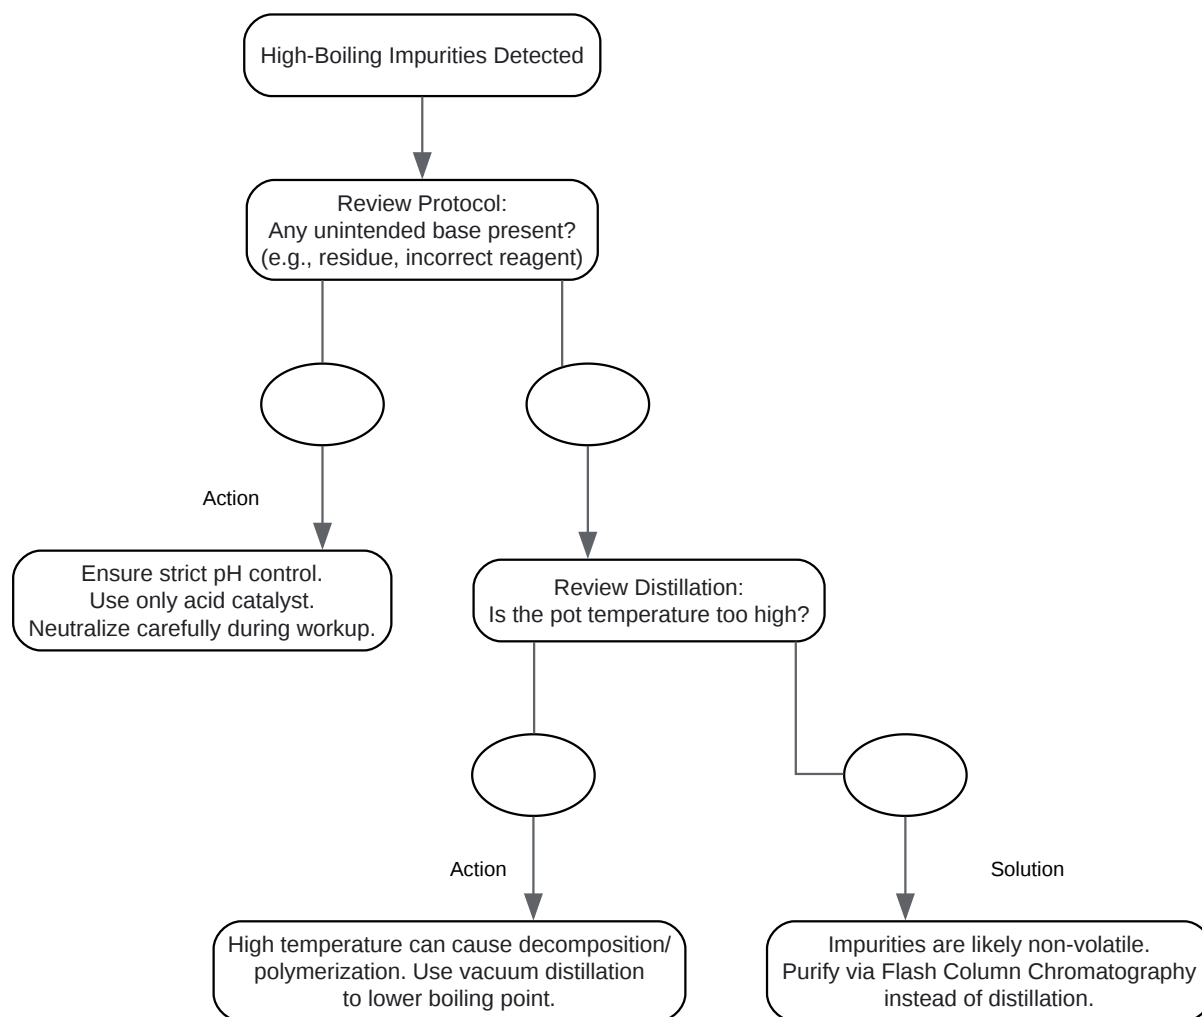 High-Boiling Impurities Detected
Review Protocol:
Any unintended base present?
(e.g., residue, incorrect reagent)
Action
Ensure strict pH control.
Use only acid catalyst.
Neutralize carefully during workup.
Review Distillation:
Is the pot temperature too high?
Action
Solution
High temperature can cause decomposition/
polymerization. Use vacuum distillation
to lower boiling point.
Impurities are likely non-volatile.
Purify via Flash Column Chromatography
instead of distillation.